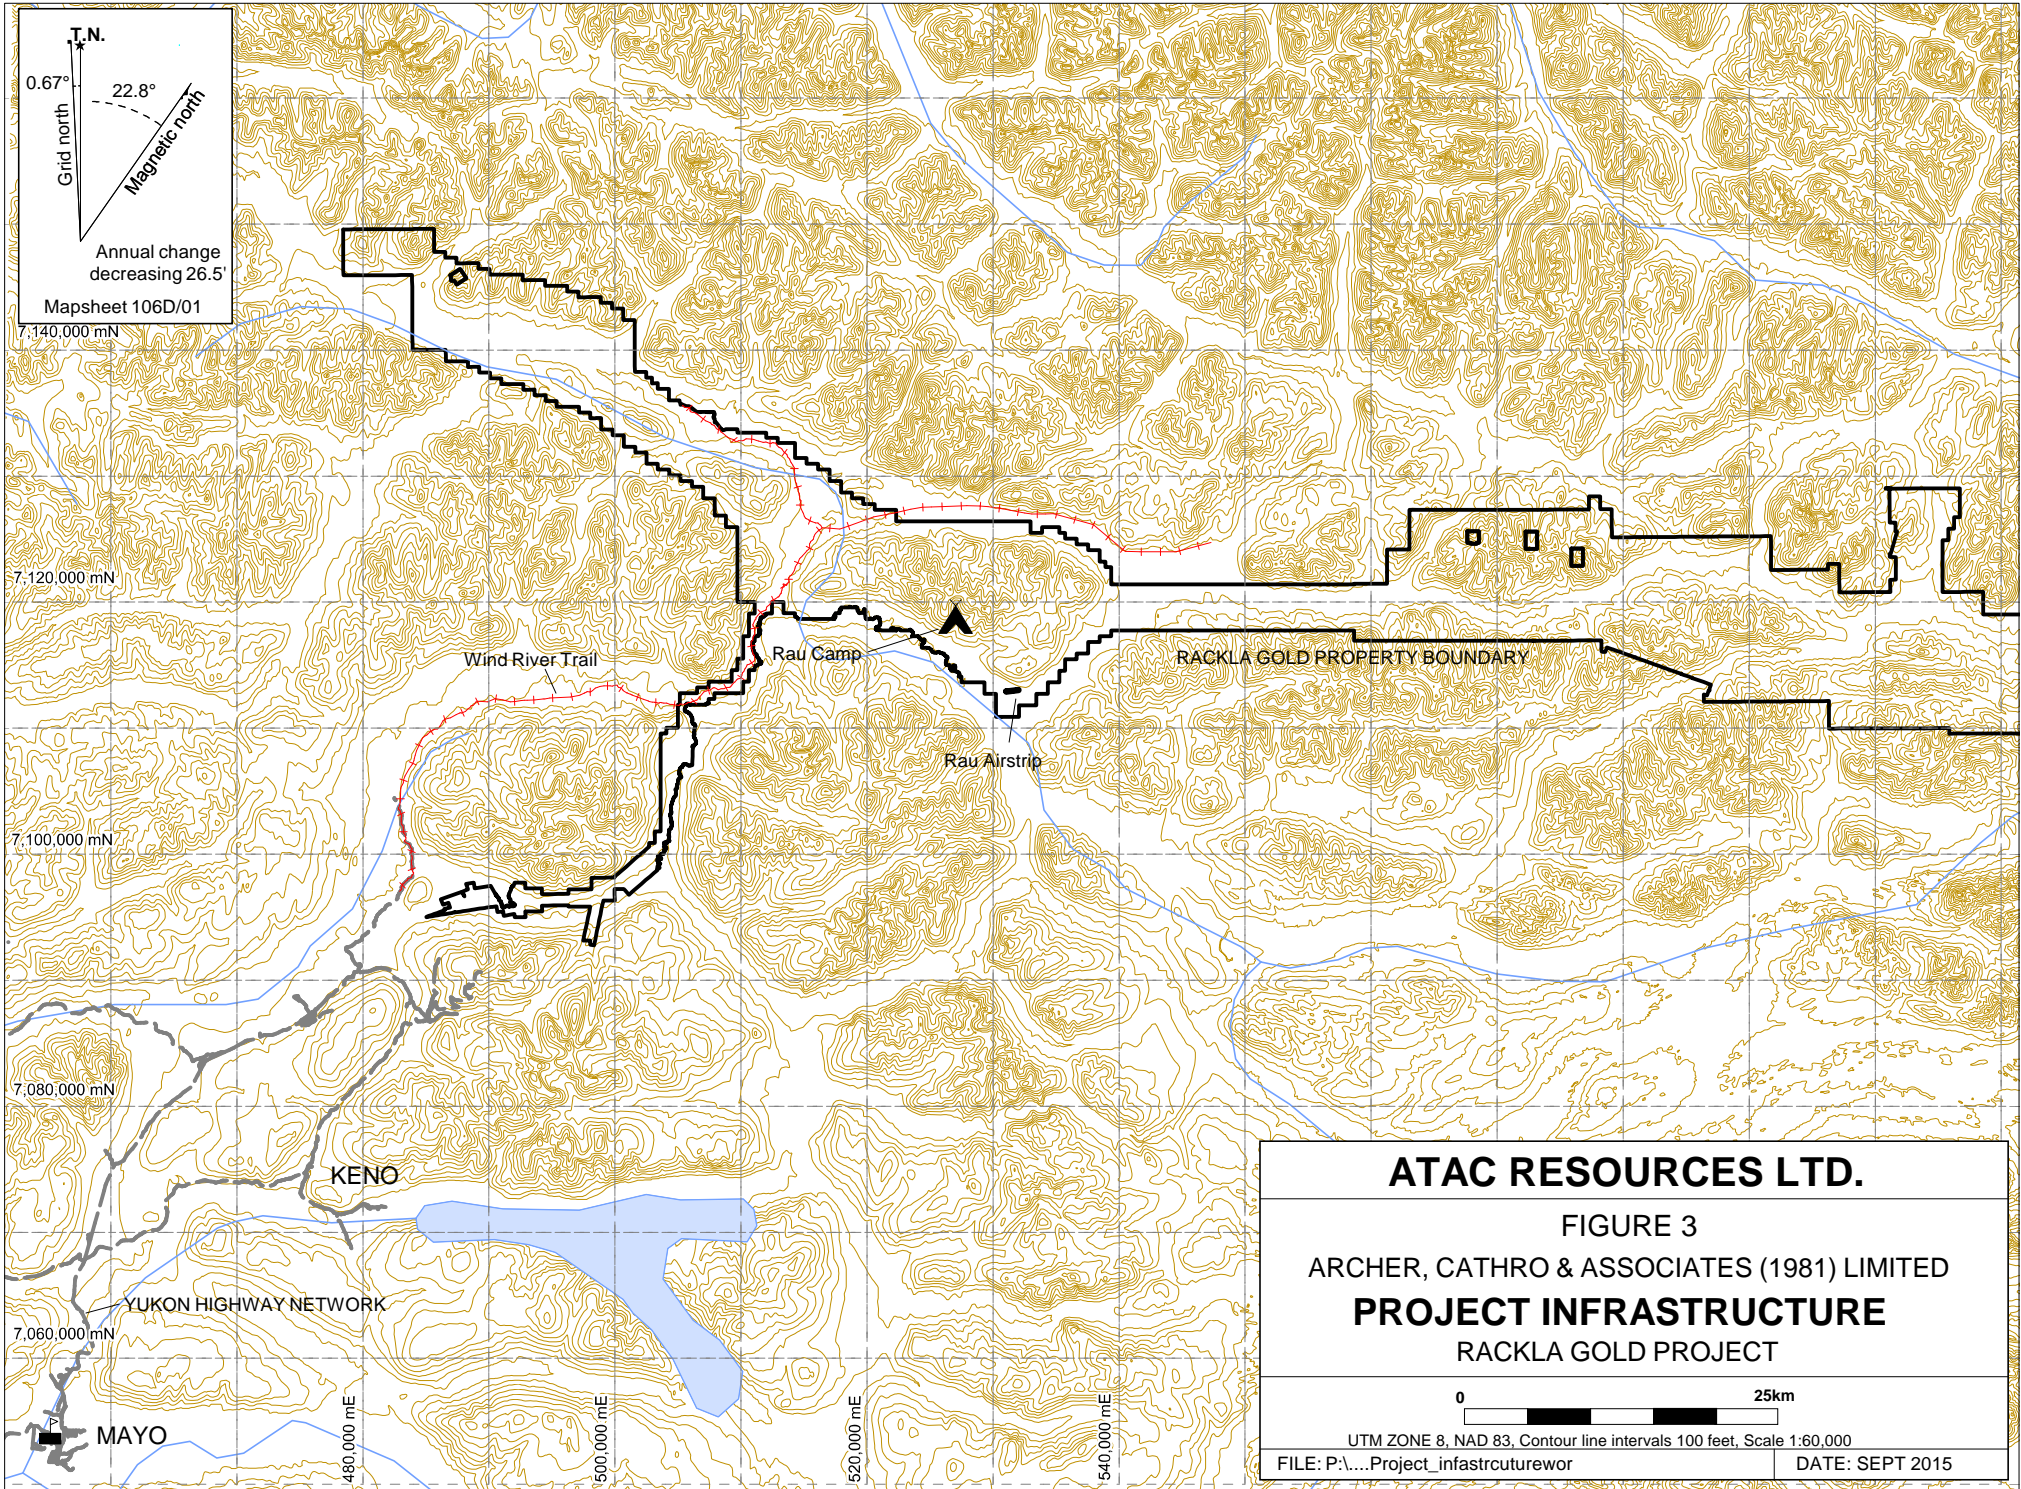 T.N.
0.67°
22.8°
Grid north
Magnetic north
Annual change
decreasing 26.5'
Mapsheet 106D/01
7,140,000 mN
7,120,000 mN
Wind River Trail
Rau Camp
RACKLA GOLD PROPERTY BOUNDARY
Rau Airstrip
7,100,000 mN
7,080,000 mN
KENO
YUKON HIGHWAY NETWORK
7,060,000 mN
MAYO
480,000 mE
500,000 mE
520,000 mE
540,000 mE
ATAC RESOURCES LTD.
FIGURE 3
ARCHER, CATHRO & ASSOCIATES (1981) LIMITED
PROJECT INFRASTRUCTURE
RACKLA GOLD PROJECT
0 25km
UTM ZONE 8, NAD 83, Contour line intervals 100 feet, Scale 1:60,000
FILE: P:\....Project_infastrcuturewor
DATE: SEPT 2015